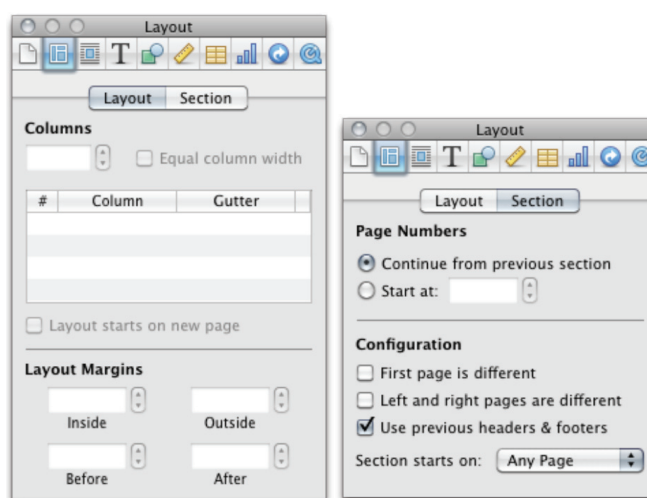 Layout
T
Layout Section
Columns
Equal column width
# Column Gutter
Layout starts on new page
Layout Margins
Inside Outside
Before After
Layout
T
Layout Section
Page Numbers
Continue from previous section
Start at:
Configuration
First page is different
Left and right pages are different
Use previous headers & footers
Section starts on: Any Page